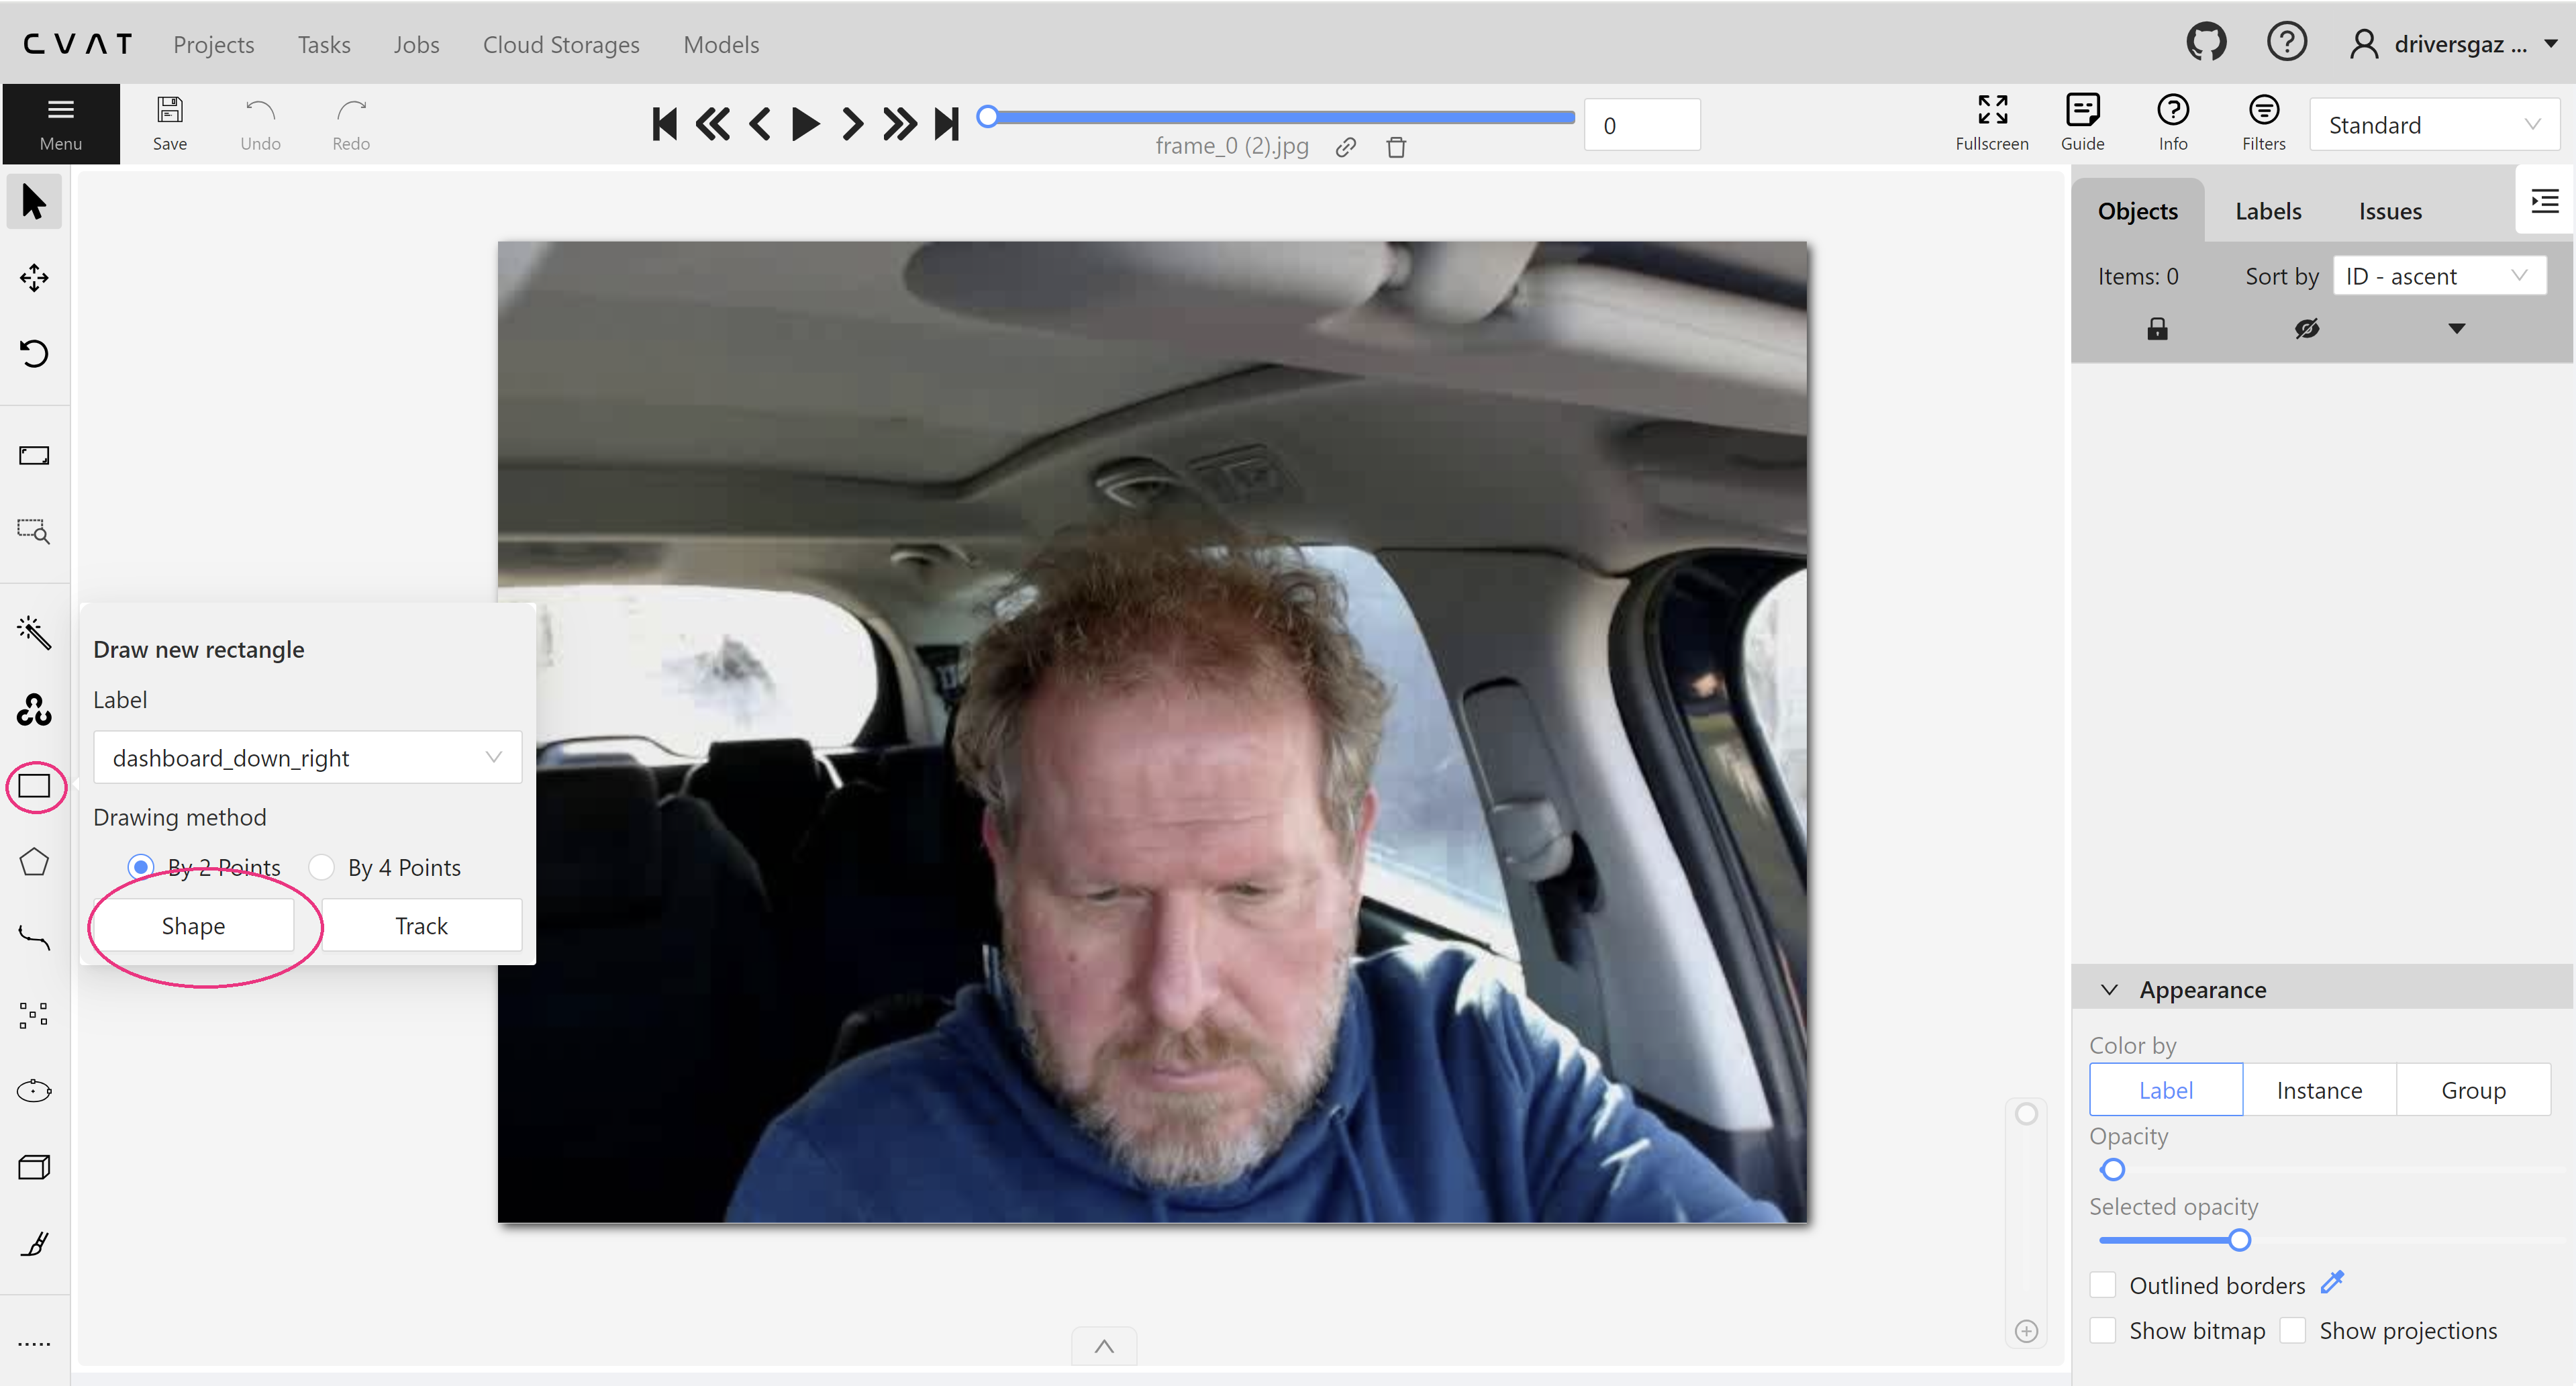 CVAT Projects Tasks Jobs Cloud Storages Models driversgaz ...
Menu Save Undo Redo 0 Fullscreen Guide Info Filters Standard
frame_0 (2).jpg
Objects Labels Issues
Items: 0 Sort by ID - ascent
Draw new rectangle
Label
dashboard_down_right
Drawing method
By 2 Points By 4 Points
Shape Track
Appearance
Color by
Label Instance Group
Opacity
Selected opacity
Outlined borders
Show bitmap Show projections